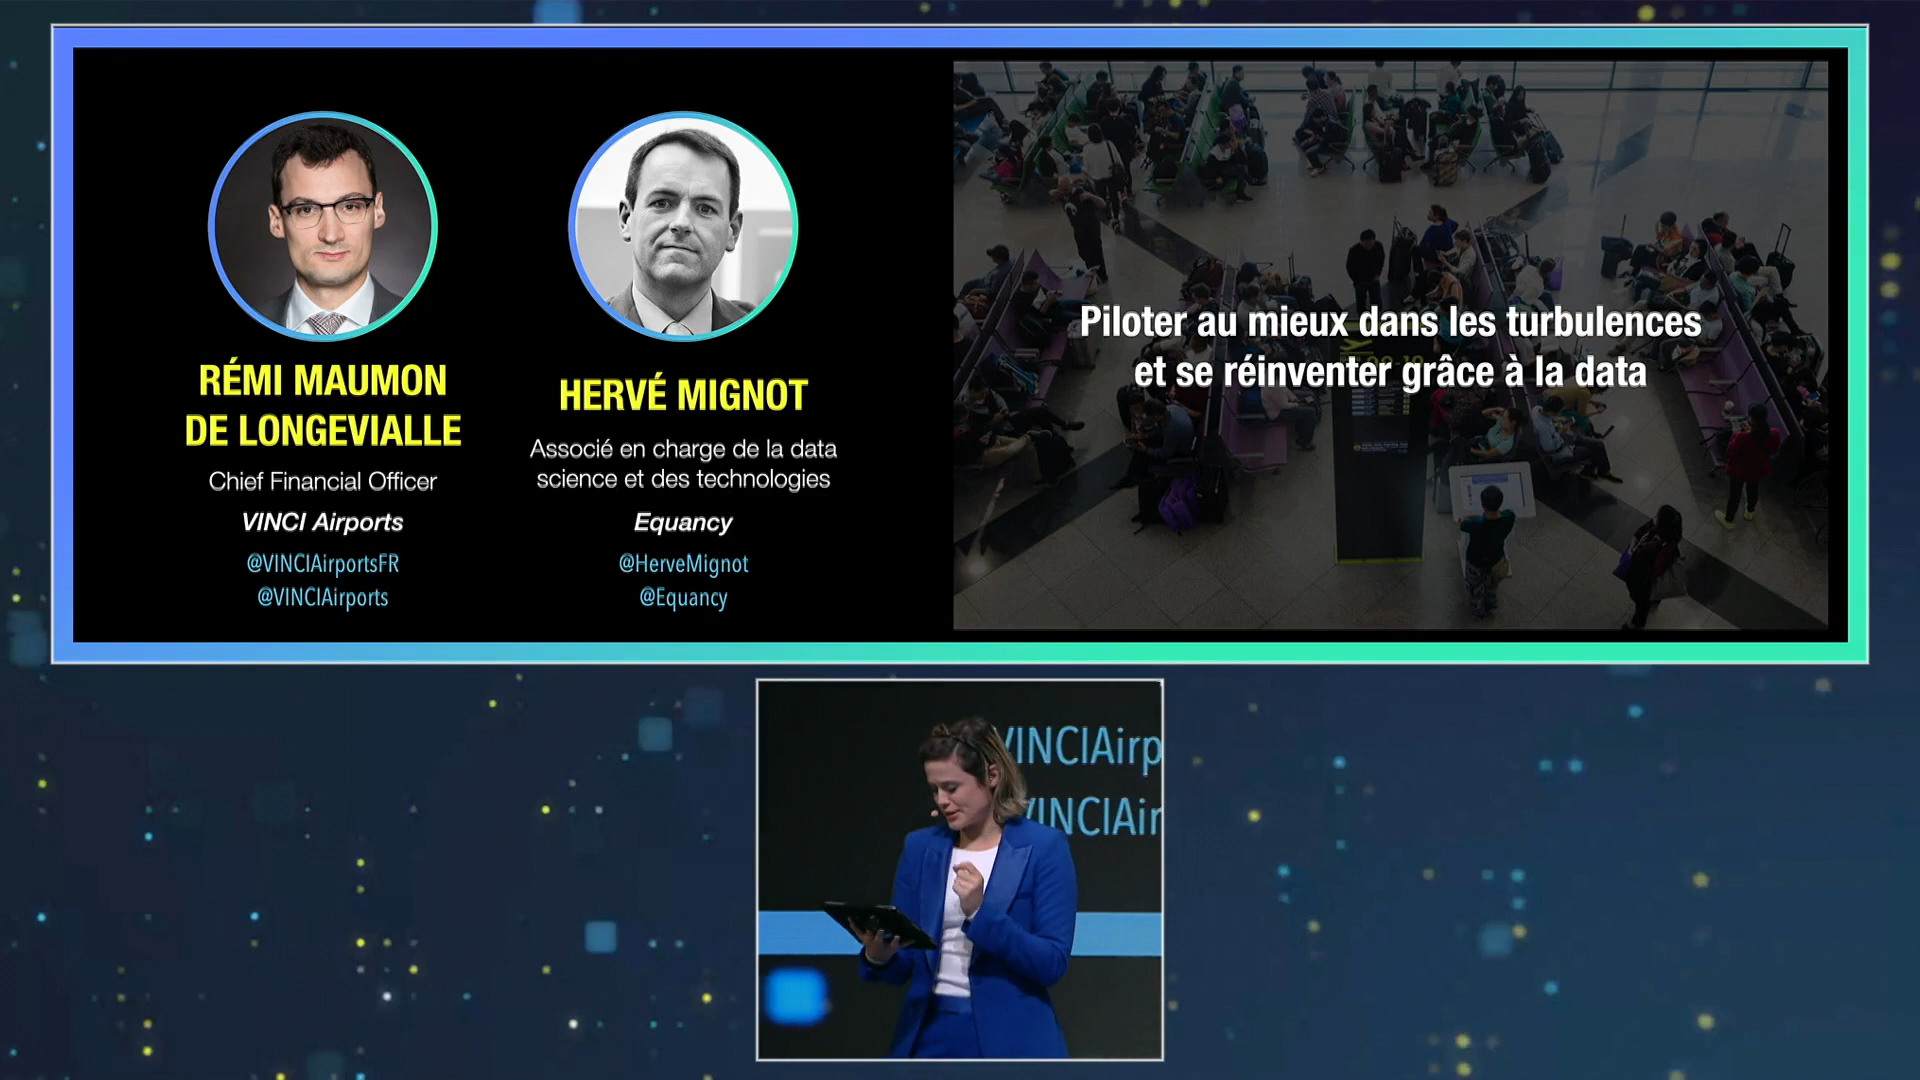 RÉMI MAUMON
DE LONGEVIALLE
Chief Financial Officer
VINCI Airports
@VINCIAirportsFR
@VINCIAirports
HERVÉ MIGNOT
Associé en charge de la data
science et des technologies
Equancy
@HerveMignot
@Equancy
Piloter au mieux dans les turbulences
et se réinventer grâce à la data
VINCIAirp
VINCIAir